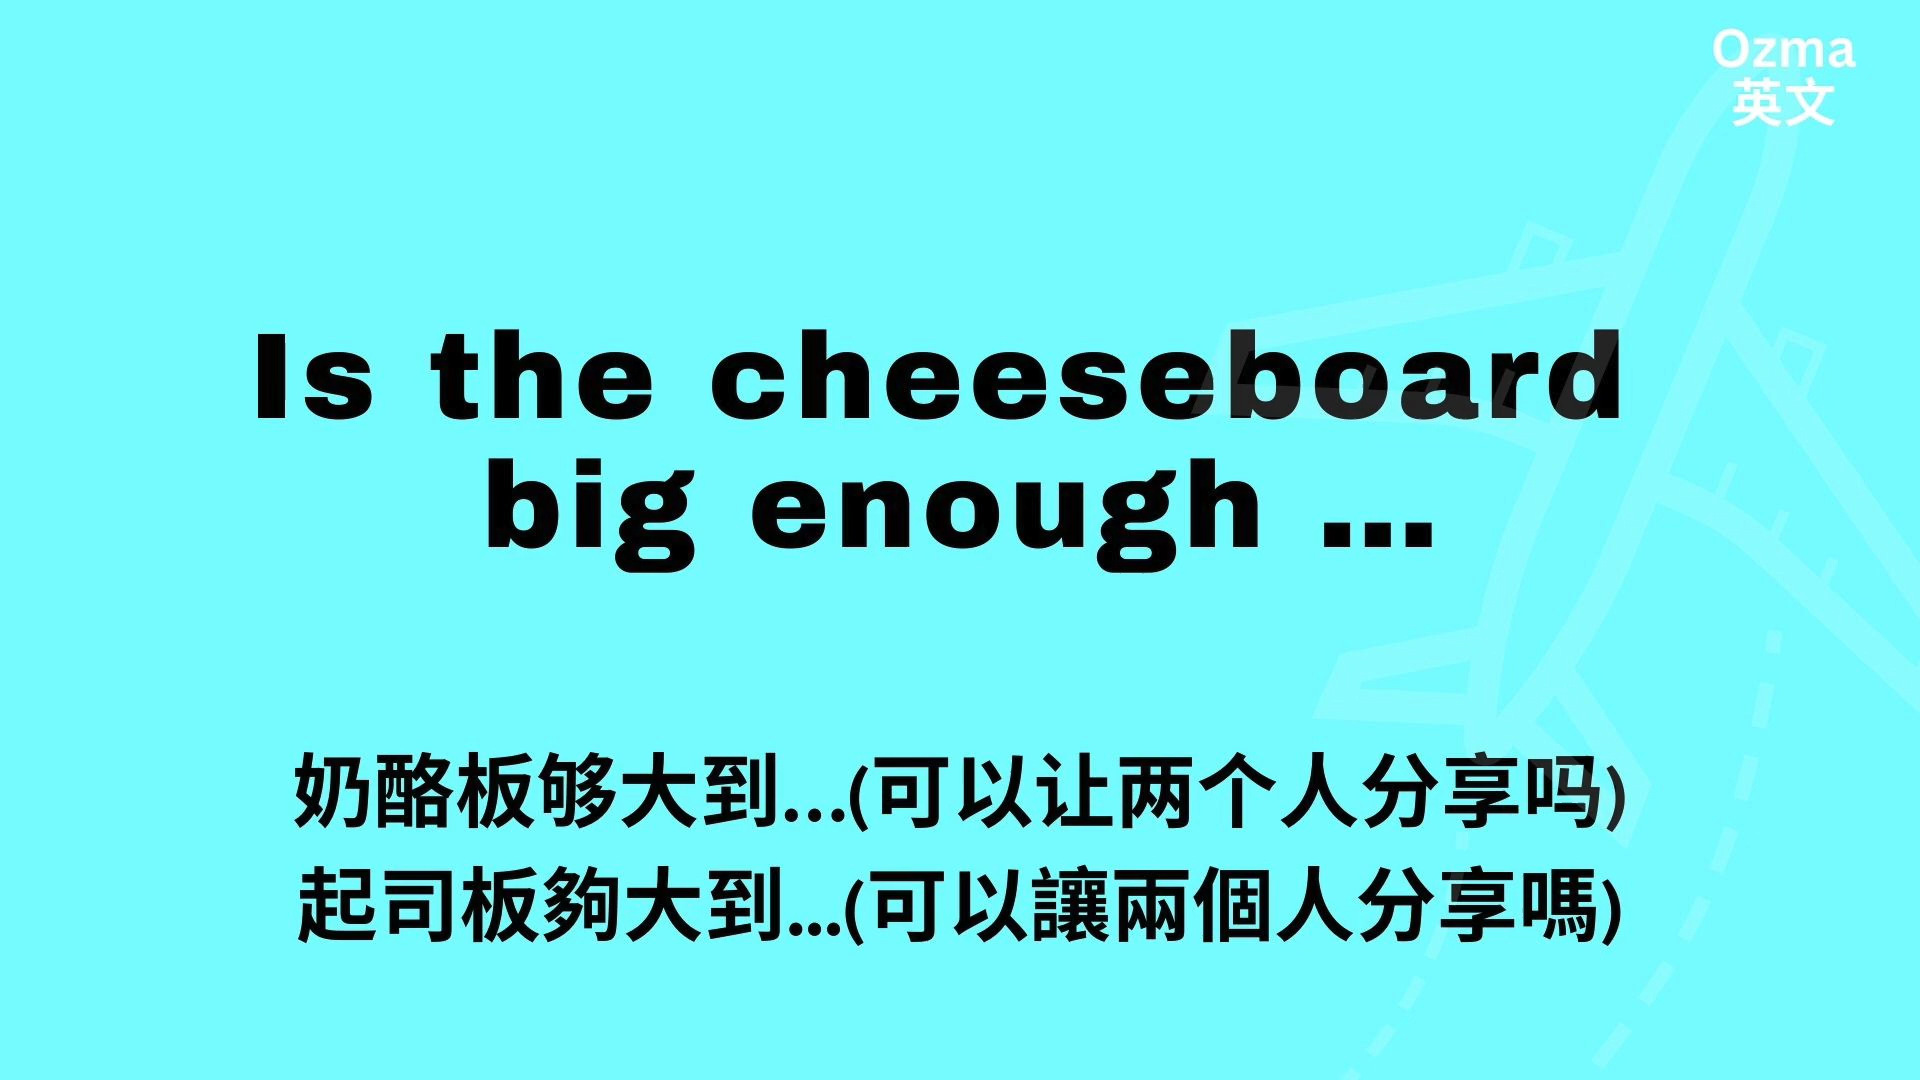 Ozma
英文
Is the cheeseboard
big enough ...
奶酪板够大到...(可以让两个人分享吗)
起司板夠大到...(可以讓兩個人分享嗎)